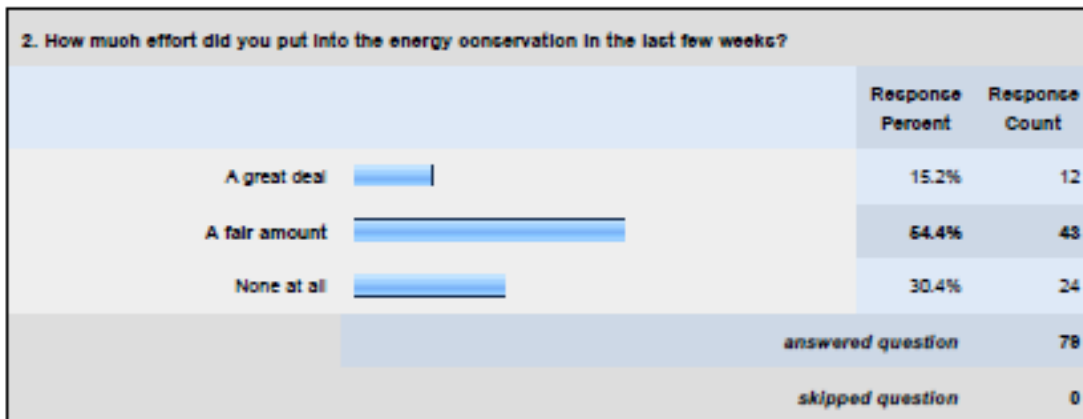 2. How much effort did you put into the energy conservation in the last few weeks?
Response Percent Response Count
A great deal 15.2% 12
A fair amount 54.4% 43
None at all 30.4% 24
answered question 79
skipped question 0